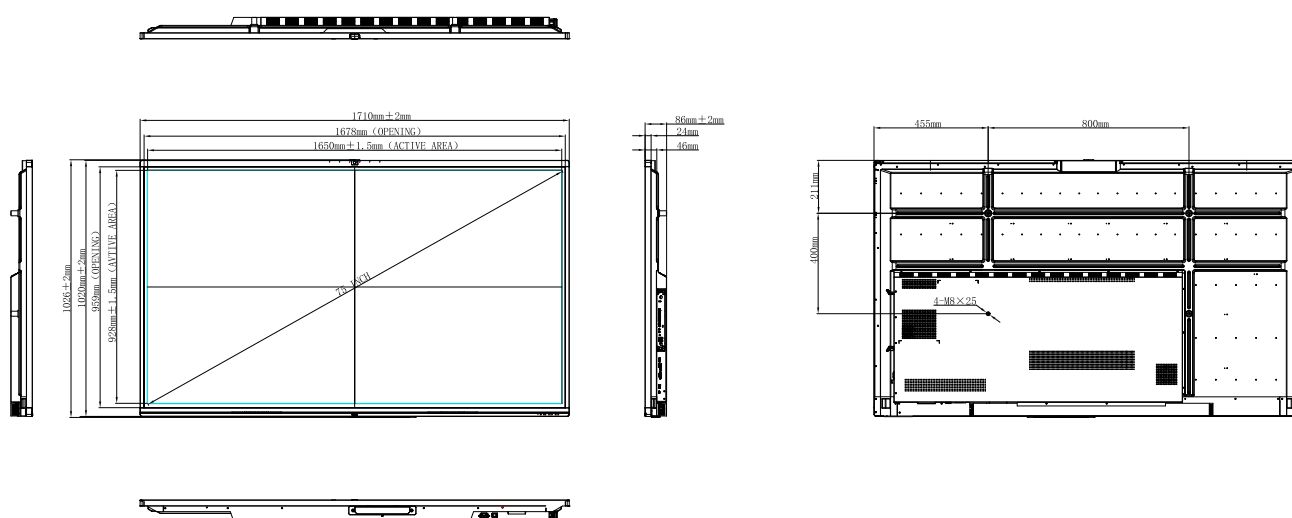 1710mm±2mm
1678mm (OPENING)
1650mm±1.5mm (ACTIVE AREA)
1026±2mm
1020mm±2mm
959mm (OPENING)
928mm±1.5mm (AVTIVE AREA)
75 INCH
86mm±2mm
24mm
46mm
455mm
800mm
211mm
400mm
4-M8×25